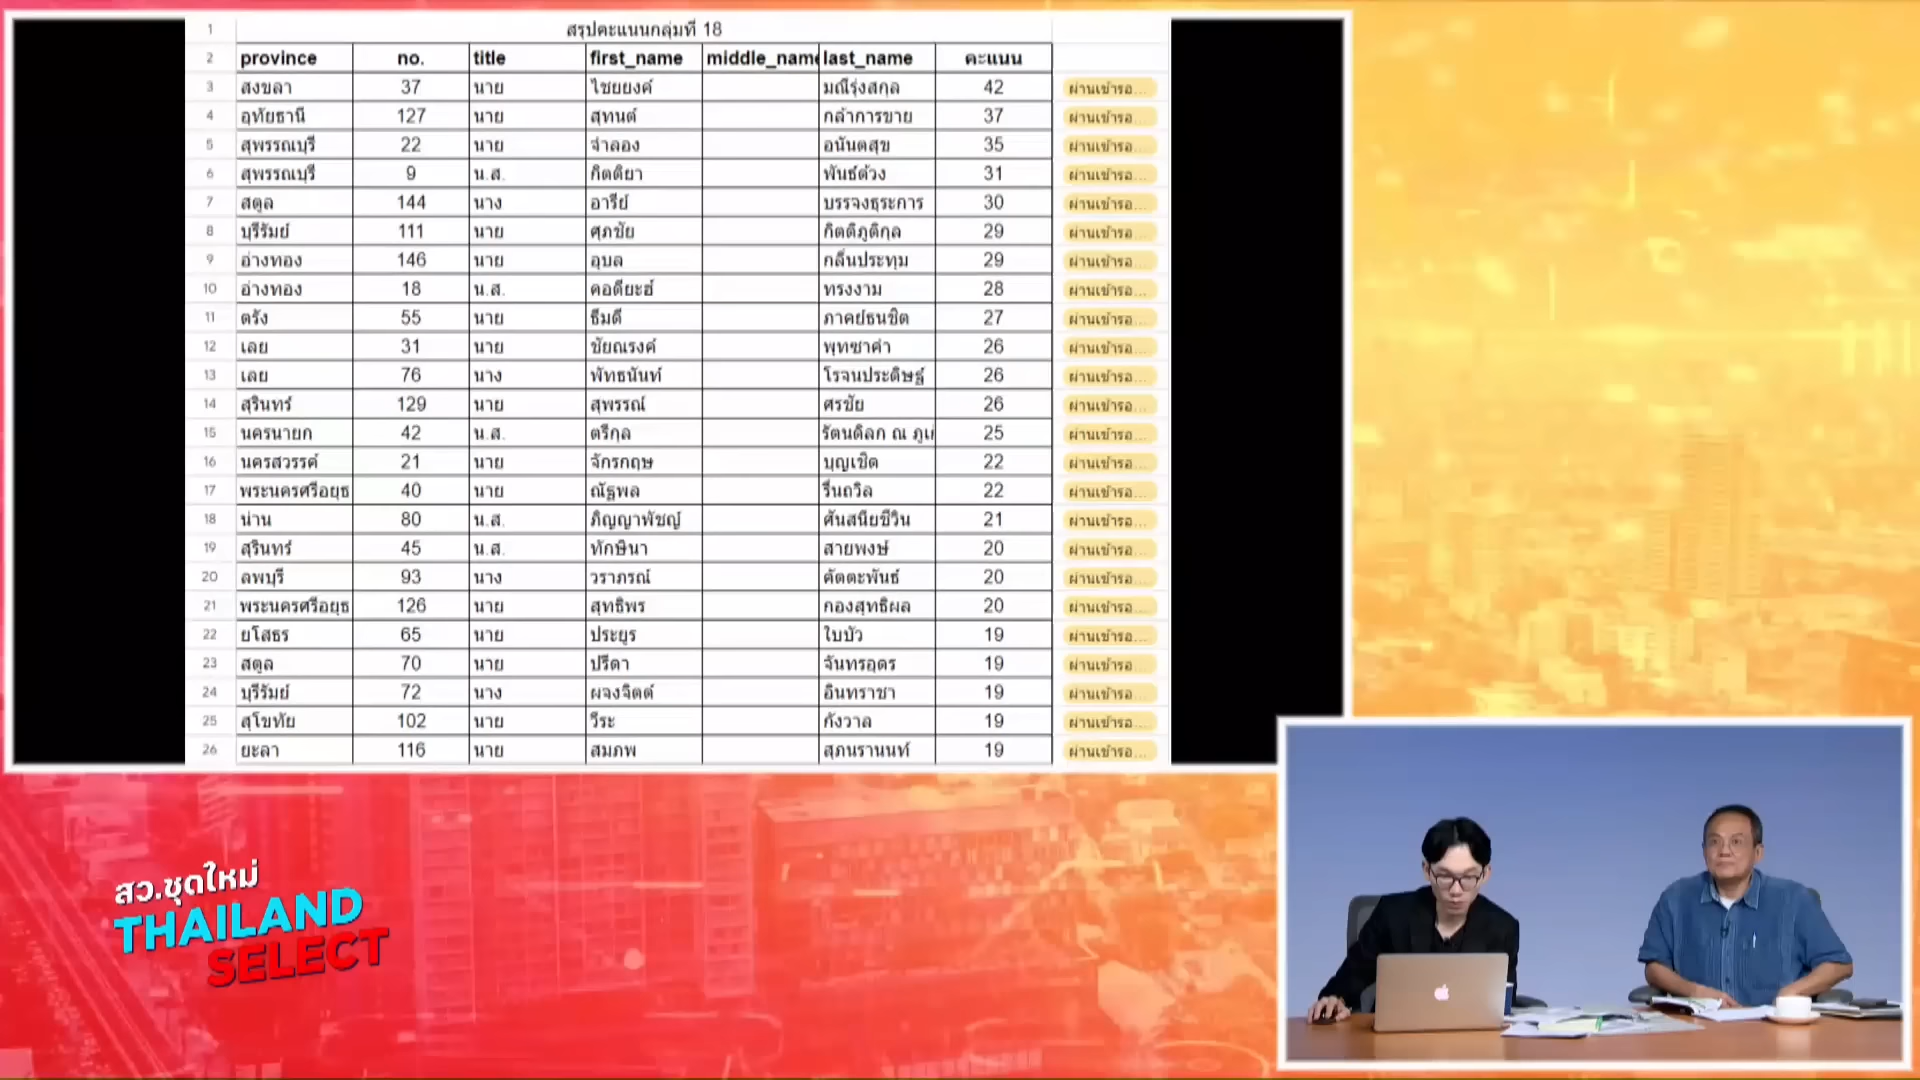 1 สรุปคะแนนกลุ่มที่ 18
2 province no. title first_name middle_name last_name คะแนน
3 สงขลา 37 นาย ไชยยงค์ มณีรุ่งสกุล 42 ผ่านเข้ารอ...
4 อุทัยธานี 127 นาย สุทนต์ กล้าการขาย 37 ผ่านเข้ารอ...
5 สุพรรณบุรี 22 นาย จำลอง อนันตสุข 35 ผ่านเข้ารอ...
6 สุพรรณบุรี 9 น.ส. กิตติยา พันธ์ด้วง 31 ผ่านเข้ารอ...
7 สตูล 144 นาง อารีย์ บรรจงธุระการ 30 ผ่านเข้ารอ...
8 บุรีรัมย์ 111 นาย ศุภชัย กิตติภูติกุล 29 ผ่านเข้ารอ...
9 อ่างทอง 146 นาย อุบล กลิ่นประทุม 29 ผ่านเข้ารอ...
10 อ่างทอง 18 น.ส. คอดียะฮ์ ทรงงาม 28 ผ่านเข้ารอ...
11 ตรัง 55 นาย ธีมดี ภาคย์ธนชิต 27 ผ่านเข้ารอ...
12 เลย 31 นาย ชัยณรงค์ พุทซาคำ 26 ผ่านเข้ารอ...
13 เลย 76 นาง พัทธนันท์ โรจนประดิษฐ์ 26 ผ่านเข้ารอ...
14 สุรินทร์ 129 นาย สุพรรณ์ ศรชัย 26 ผ่านเข้ารอ...
15 นครนายก 42 น.ส. ตรีกุล รัตนดิลก ณ ภูเก 25 ผ่านเข้ารอ...
16 นครสวรรค์ 21 นาย จักรกฤษ บุญเชิด 22 ผ่านเข้ารอ...
17 พระนครศรีอยุธ 40 นาย ณัฐพล รื่นถวิล 22 ผ่านเข้ารอ...
18 น่าน 80 น.ส. ภิญญาพัชญ์ สันสนียชีวิน 21 ผ่านเข้ารอ...
19 สุรินทร์ 45 น.ส. ทักษินา สายพงษ์ 20 ผ่านเข้ารอ...
20 ลพบุรี 93 นาง วราภรณ์ คัตตะพันธ์ 20 ผ่านเข้ารอ...
21 พระนครศรีอยุธ 126 นาย สุทธิพร กองสุทธิผล 20 ผ่านเข้ารอ...
22 ยโสธร 65 นาย ประยูร ใบบัว 19 ผ่านเข้ารอ...
23 สตูล 70 นาย ปรีดา จันทรอุดร 19 ผ่านเข้ารอ...
24 บุรีรัมย์ 72 นาง ผจงจิตต์ อินทราชา 19 ผ่านเข้ารอ...
25 สุโขทัย 102 นาย วีระ กังวาล 19 ผ่านเข้ารอ...
26 ยะลา 116 นาย สมภพ สุภนรานนท์ 19 ผ่านเข้ารอ...
สว.ชุดใหม่
THAILAND
SELECT